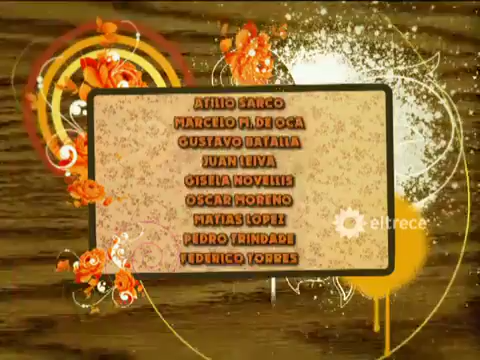 ATILIO SARCO
MARCELO M. DE OCA
GUSTAVO BATALLA
JUAN LEIVA
GISELA NOVELLIS
OSCAR MORENO
MATIAS LOPEZ
PEDRO TRINDADE
FEDERICO TORRES
eltrece